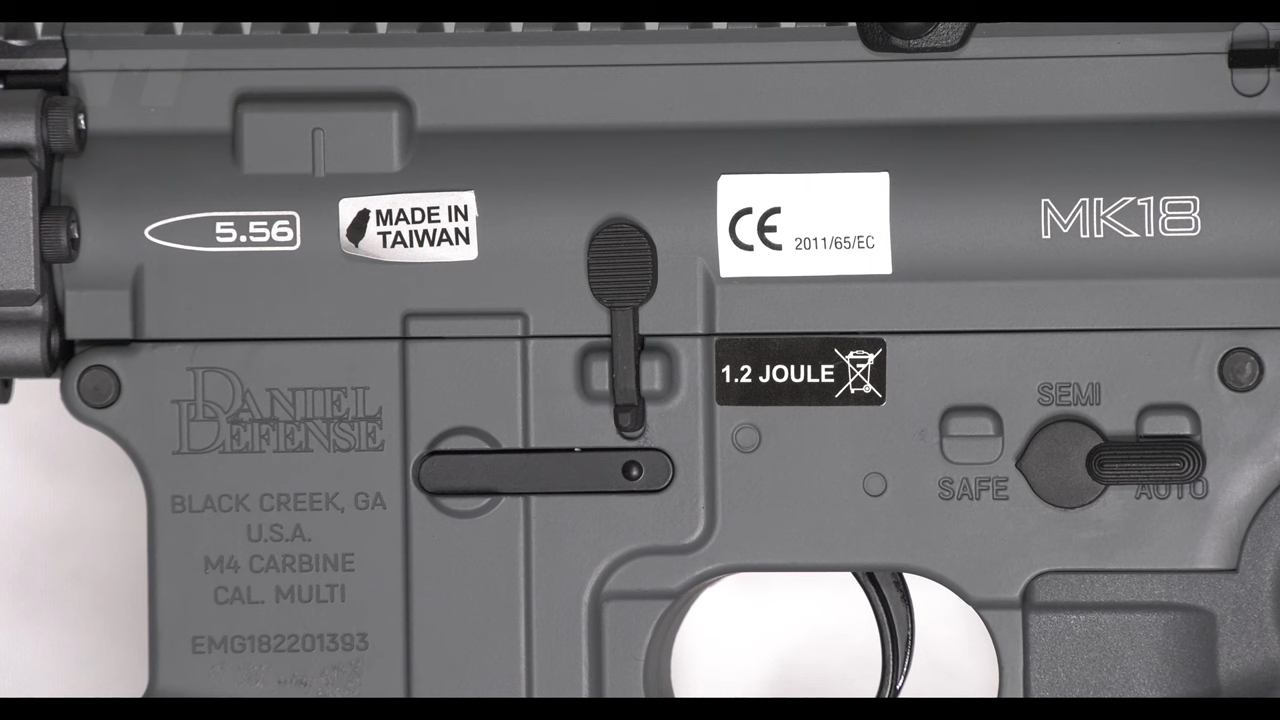 5.56
MADE IN
TAIWAN
CE
2011/65/EC
MK18
1.2 JOULE
DANIEL
DEFENSE
BLACK CREEK, GA
U.S.A.
M4 CARBINE
CAL. MULTI
EMG182201393
SEMI
SAFE
AUTO